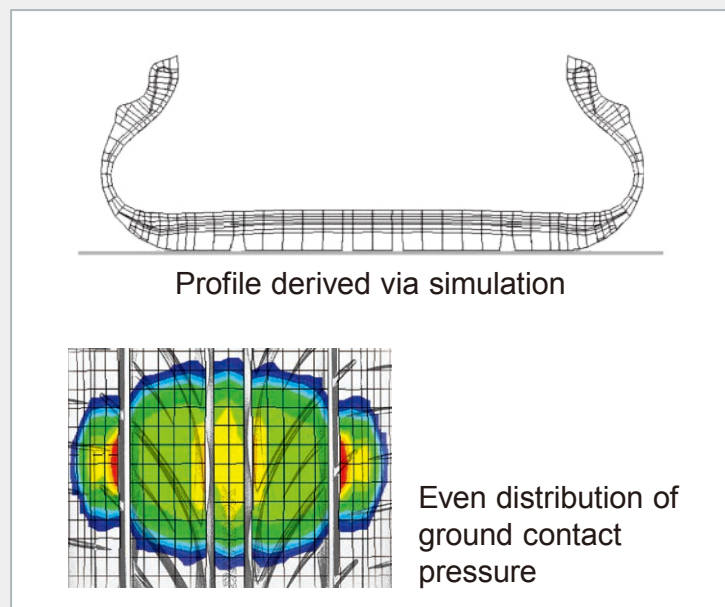 Profile derived via simulation
Even distribution of
ground contact
pressure